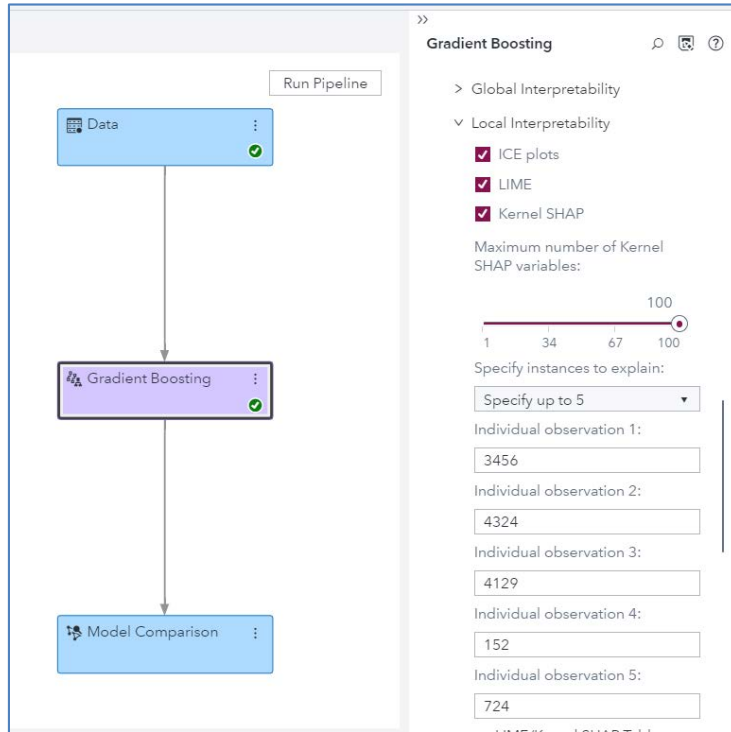 Run Pipeline
Data
Gradient Boosting
Model Comparison
Gradient Boosting
Global Interpretability
Local Interpretability
ICE plots
LIME
Kernel SHAP
Maximum number of Kernel
SHAP variables:
100
1 34 67 100
Specify instances to explain:
Specify up to 5
Individual observation 1:
3456
Individual observation 2:
4324
Individual observation 3:
4129
Individual observation 4:
152
Individual observation 5:
724